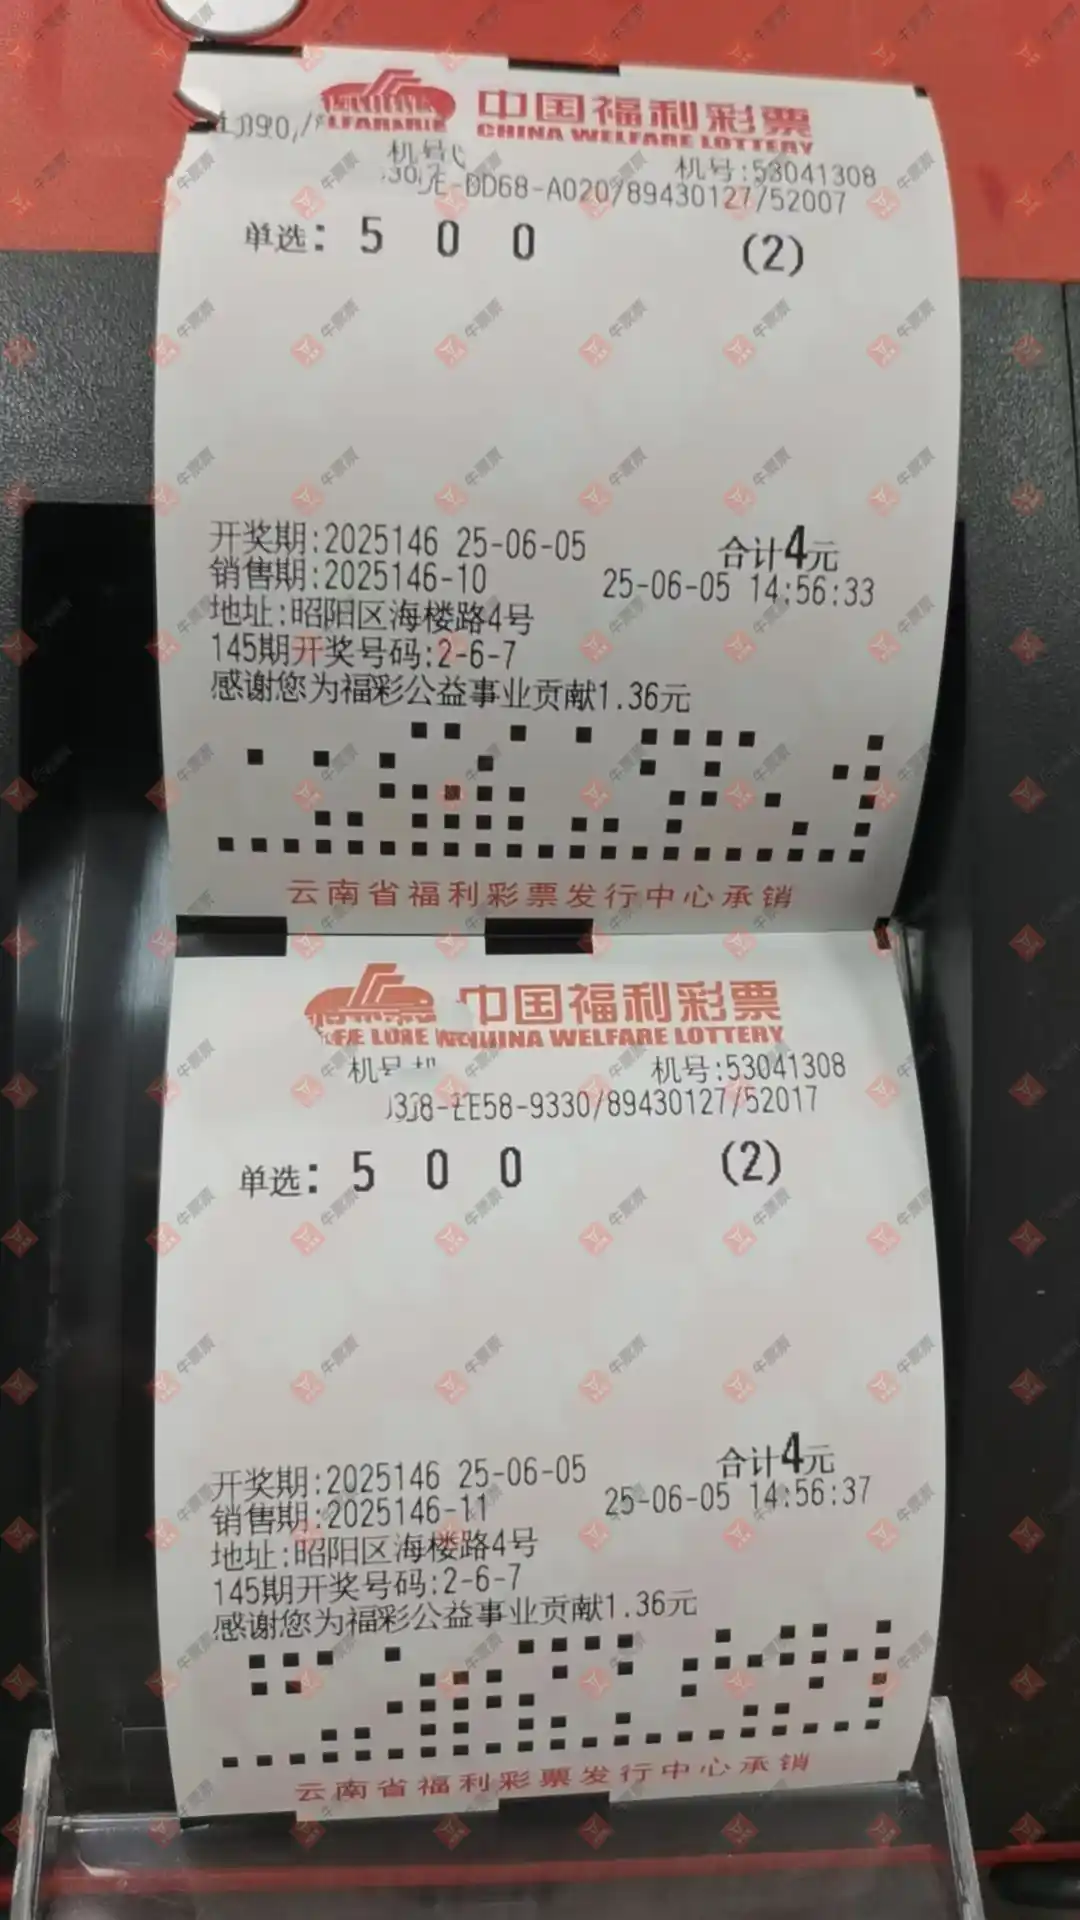 中国福利彩票
CHINA WELFARE LOTTERY
机号:53041308
-DD68-A020/89430127/52007
单选: 5 0 0 (2)
开奖期:2025146 25-06-05 合计4元
销售期:2025146-10 25-06-05 14:56:33
地址:昭阳区海楼路4号
145期开奖号码:2-6-7
感谢您为福彩公益事业贡献1.36元
云南省福利彩票发行中心承销
中国福利彩票
CHINA WELFARE LOTTERY
机号:53041308
EE58-9330/89430127/52017
单选: 5 0 0 (2)
开奖期:2025146 25-06-05 合计4元
销售期:2025146-11 25-06-05 14:56:37
地址:昭阳区海楼路4号
145期开奖号码:2-6-7
感谢您为福彩公益事业贡献1.36元
云南省福利彩票发行中心承销
牛票票